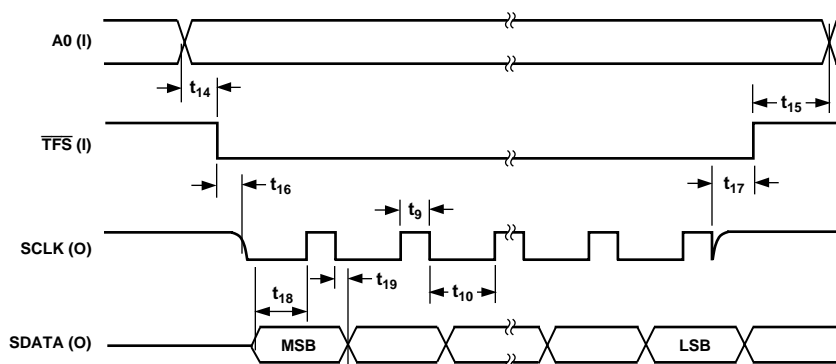 A0 (I)
t14
t15
TFS (I)
t16
t17
t9
SCLK (O)
t18
t19
t10
SDATA (O)
MSB
LSB